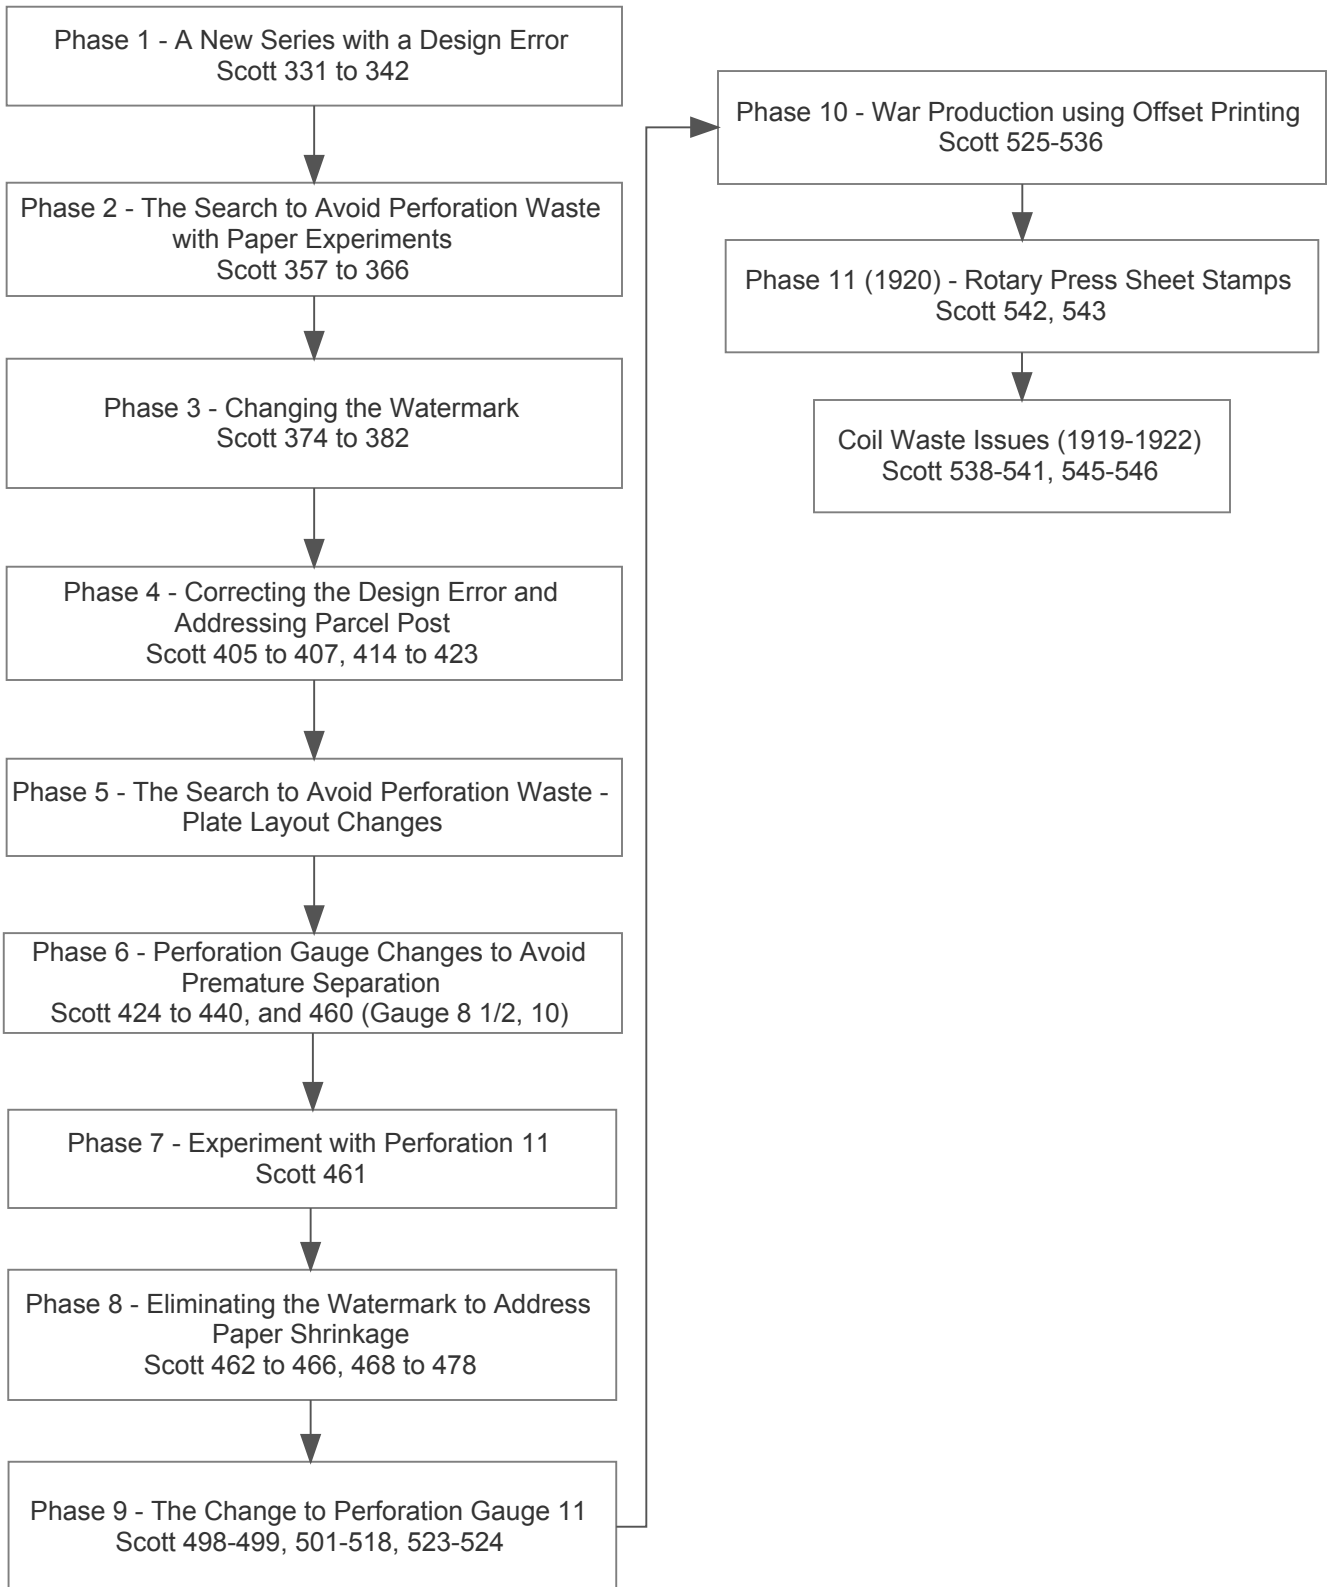 Phase 1 - A New Series with a Design Error
Scott 331 to 342
Phase 2 - The Search to Avoid Perforation Waste
with Paper Experiments
Scott 357 to 366
Phase 3 - Changing the Watermark
Scott 374 to 382
Phase 4 - Correcting the Design Error and
Addressing Parcel Post
Scott 405 to 407, 414 to 423
Phase 5 - The Search to Avoid Perforation Waste -
Plate Layout Changes
Phase 6 - Perforation Gauge Changes to Avoid
Premature Separation
Scott 424 to 440, and 460 (Gauge 8 1/2, 10)
Phase 7 - Experiment with Perforation 11
Scott 461
Phase 8 - Eliminating the Watermark to Address
Paper Shrinkage
Scott 462 to 466, 468 to 478
Phase 9 - The Change to Perforation Gauge 11
Scott 498-499, 501-518, 523-524
Phase 10 - War Production using Offset Printing
Scott 525-536
Phase 11 (1920) - Rotary Press Sheet Stamps
Scott 542, 543
Coil Waste Issues (1919-1922)
Scott 538-541, 545-546